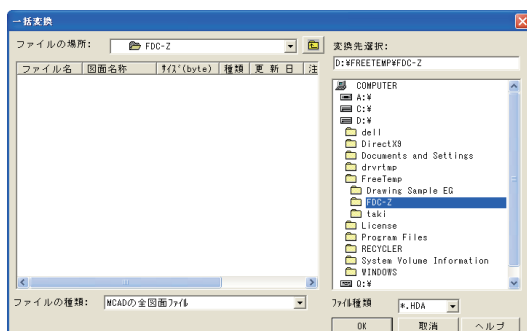 一括変換
ファイルの場所: FDC-Z
ファイル名 図面名称 ｻｲｽﾞ(byte) 種類 更 新 日 注
ファイルの種類: MCADの全図面ﾌｧｲﾙ
変換先選択:
D:¥FREETEMP¥FDC-Z
COMPUTER
A:¥
C:¥
D:¥
dell
DirectX9
Documents and Settings
drvrtmp
FreeTemp
Drawing Sample EG
FDC-Z
taki
License
Program Files
RECYCLER
System Volume Information
WINDOWS
Q:¥
ﾌｧｲﾙ種類 *.HDA
OK 取消 ヘルプ